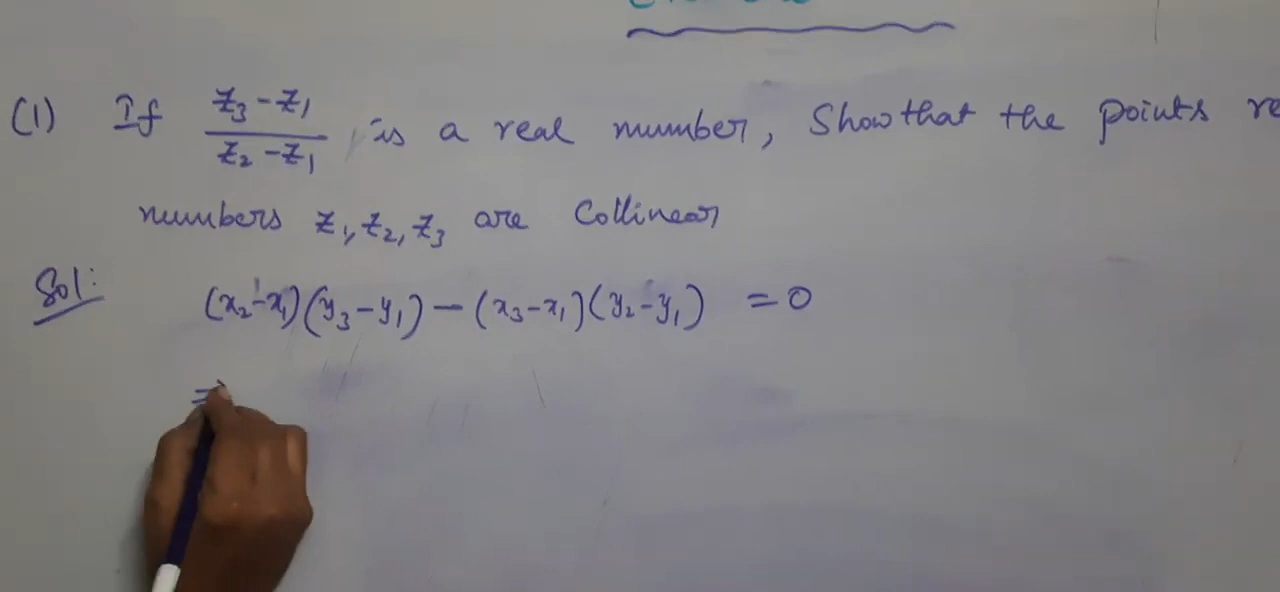 (1) If (z₃ - z₁)/(z₂ - z₁), is a real number, Show that the points
numbers z₁, z₂, z₃ are Collinear
Sol:
(x₂-x₁)(y₃-y₁) - (x₃-x₁)(y₂-y₁) = 0